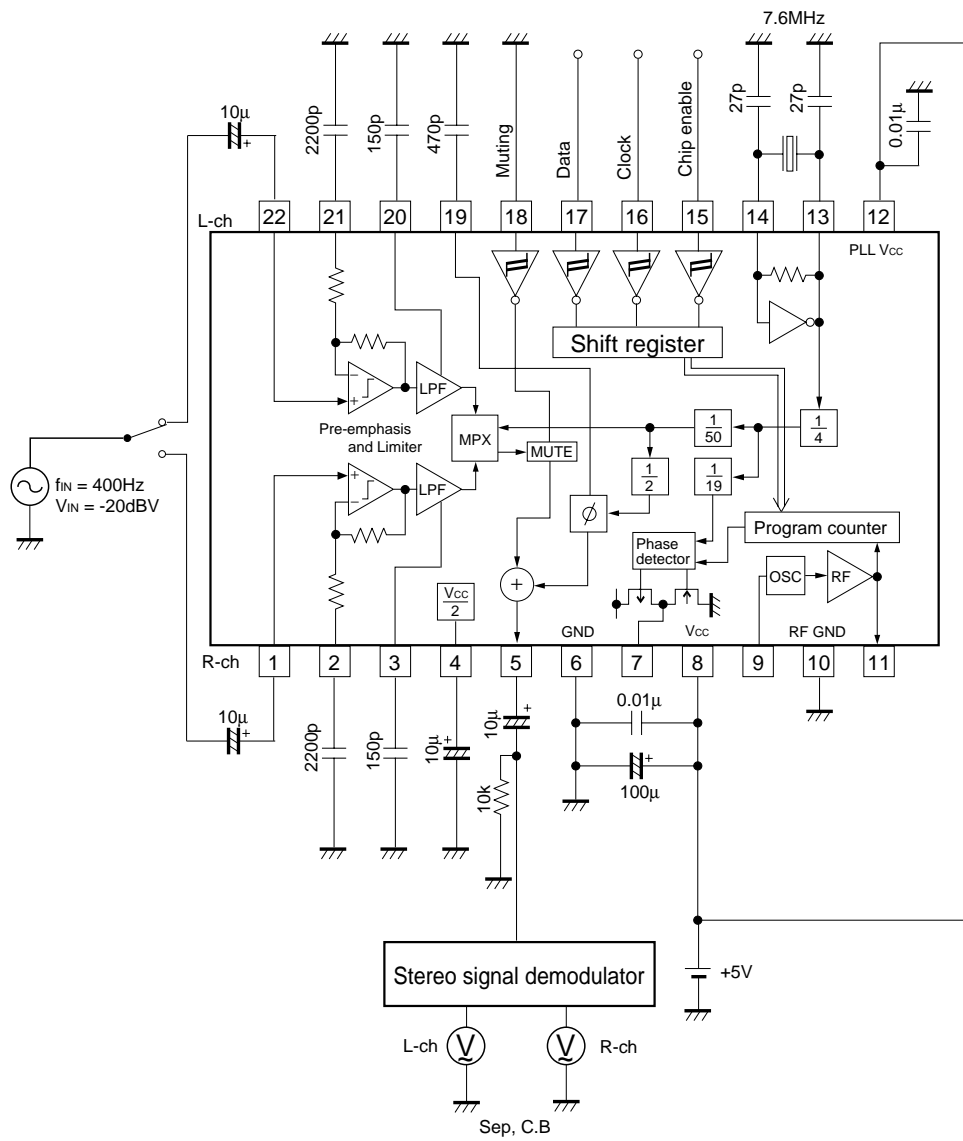 7.6MHz
10µ
+
2200p
150p
470p
Muting
Data
Clock
Chip enable
27p
27p
0.01µ
L-ch
22
21
20
19
18
17
16
15
14
13
12
PLL VCC
Shift register
−
+
LPF
Pre-emphasis
and Limiter
MPX
MUTE
1
50
1
4
1
2
1
19
fIN = 400Hz
VIN = -20dBV
+
−
LPF
ϕ
Program counter
Phase
detector
OSC
RF
VCC
2
+
GND
VCC
RF GND
R-ch
1
2
3
4
5
6
7
8
9
10
11
10µ
+
2200p
150p
10µ
+
10µ
+
10k
0.01µ
+
100µ
Stereo signal demodulator
+5V
L-ch
V
~
V
~
R-ch
Sep, C.B